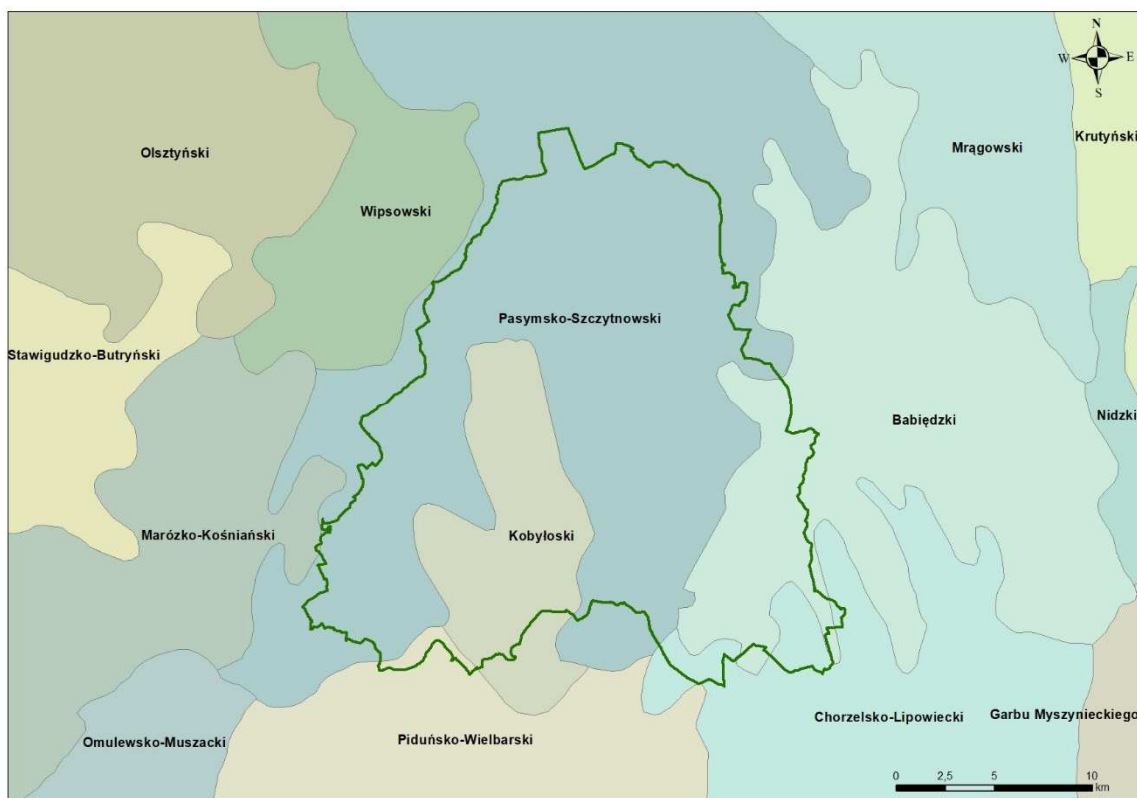 N
W E
S
Krutyński
Mrągowski
Olsztyński
Wipsowski
Pasymsko-Szczytnowski
Stawigudzko-Butryński
Babiędzki
Nidzki
Marózko-Kośniański
Kobyłoski
Chorzelsko-Lipowiecki
Garbu Myszynieckiego
Omulewsko-Muszacki
Piduńsko-Wielbarski
0 2,5 5 10
km